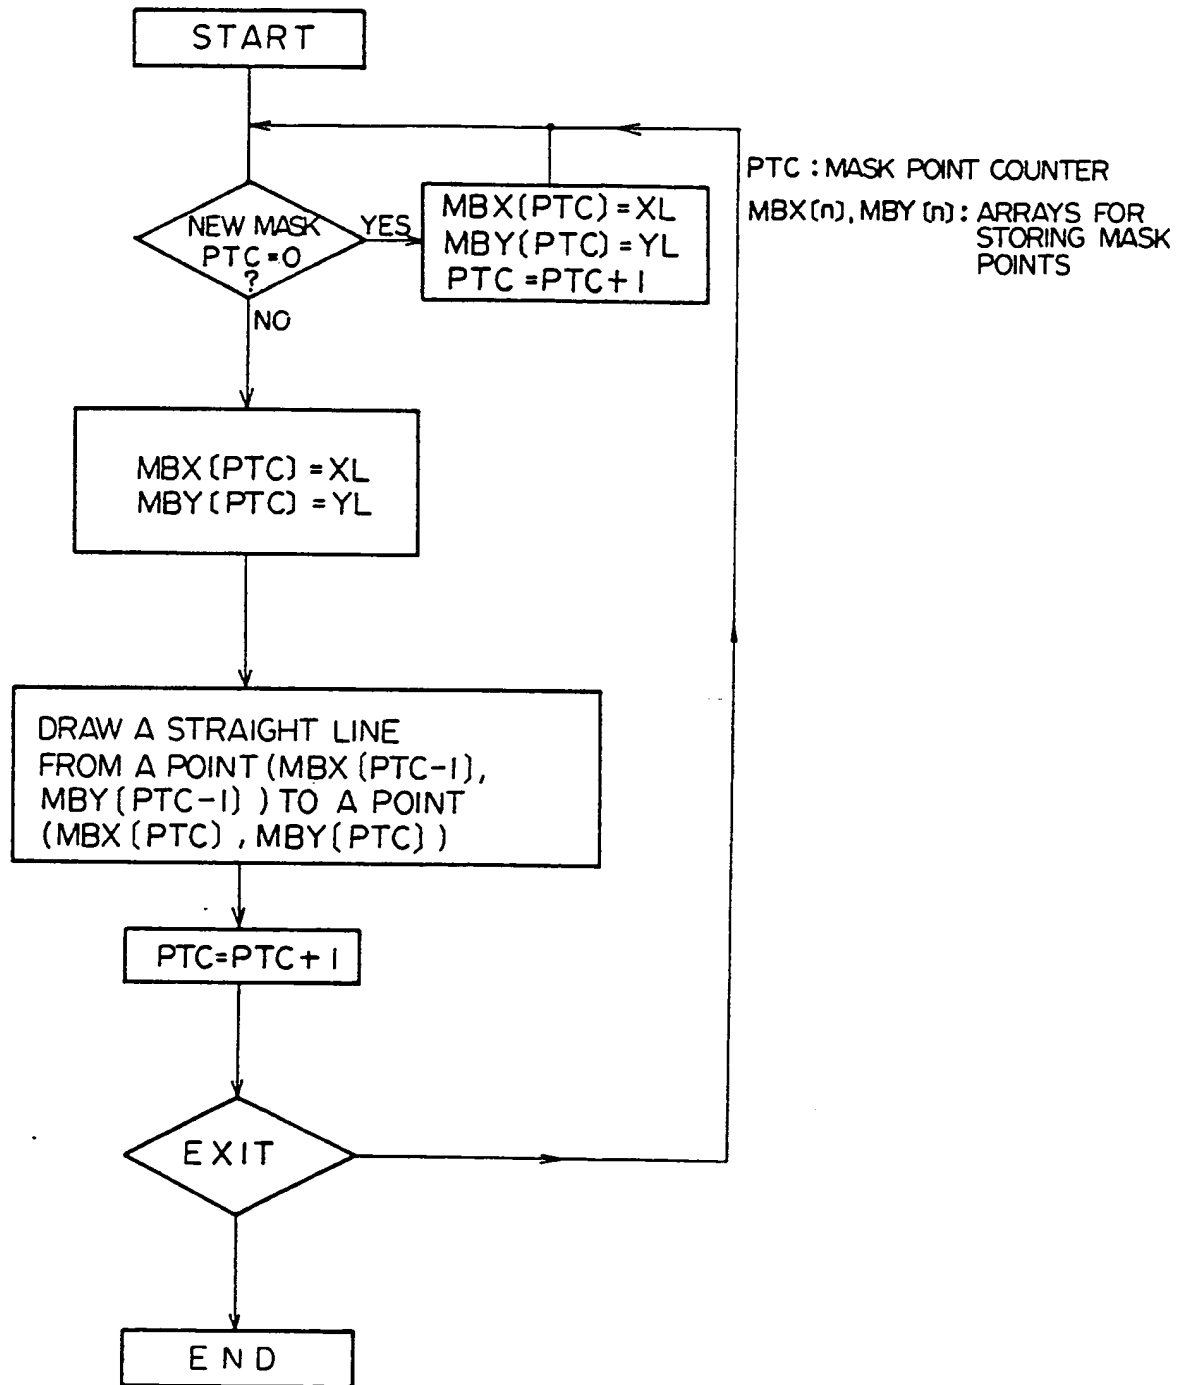 START
PTC : MASK POINT COUNTER
MBX(n), MBY(n) : ARRAYS FOR
STORING MASK
POINTS
NEW MASK
PTC=0
?
YES
MBX(PTC)=XL
MBY(PTC)=YL
PTC=PTC+1
NO
MBX(PTC)=XL
MBY(PTC)=YL
DRAW A STRAIGHT LINE
FROM A POINT (MBX(PTC-1),
MBY(PTC-1) ) TO A POINT
(MBX(PTC) , MBY(PTC) )
PTC=PTC+1
EXIT
END